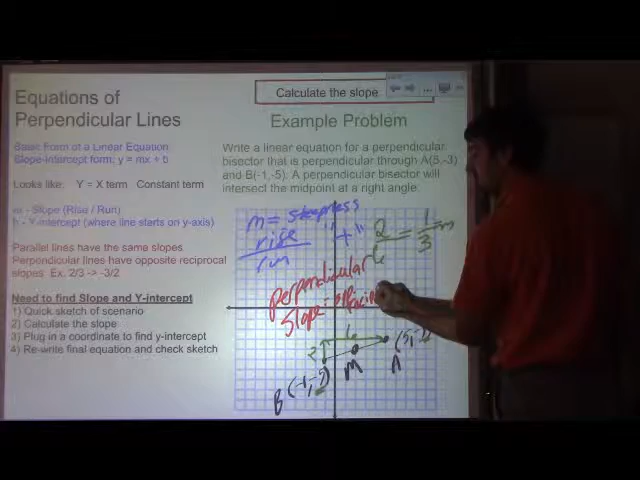 Calculate the slope
Equations of
Perpendicular Lines
Basic Form of a Linear Equation
Slope-intercept form: y = mx + b
Looks like: Y = X term Constant term
m - Slope (Rise / Run)
b - Y-intercept (where line starts on y-axis)
Parallel lines have the same slopes
Perpendicular lines have opposite reciprocal
slopes Ex. 2/3 -> -3/2
Need to find Slope and Y-intercept
1) Quick sketch of scenario
2) Calculate the slope
3) Plug in a coordinate to find y-intercept
4) Re-write final equation and check sketch
Example Problem
Write a linear equation for a perpendicular
bisector that is perpendicular through A(5,-3)
and B(-1,-5). A perpendicular bisector will
intersect the midpoint at a right angle.
m = steepness
rise
run
"+"
2/6 = 1/3 m
Perpendicular
Slope
6
2
M
A
B (-1,-5)